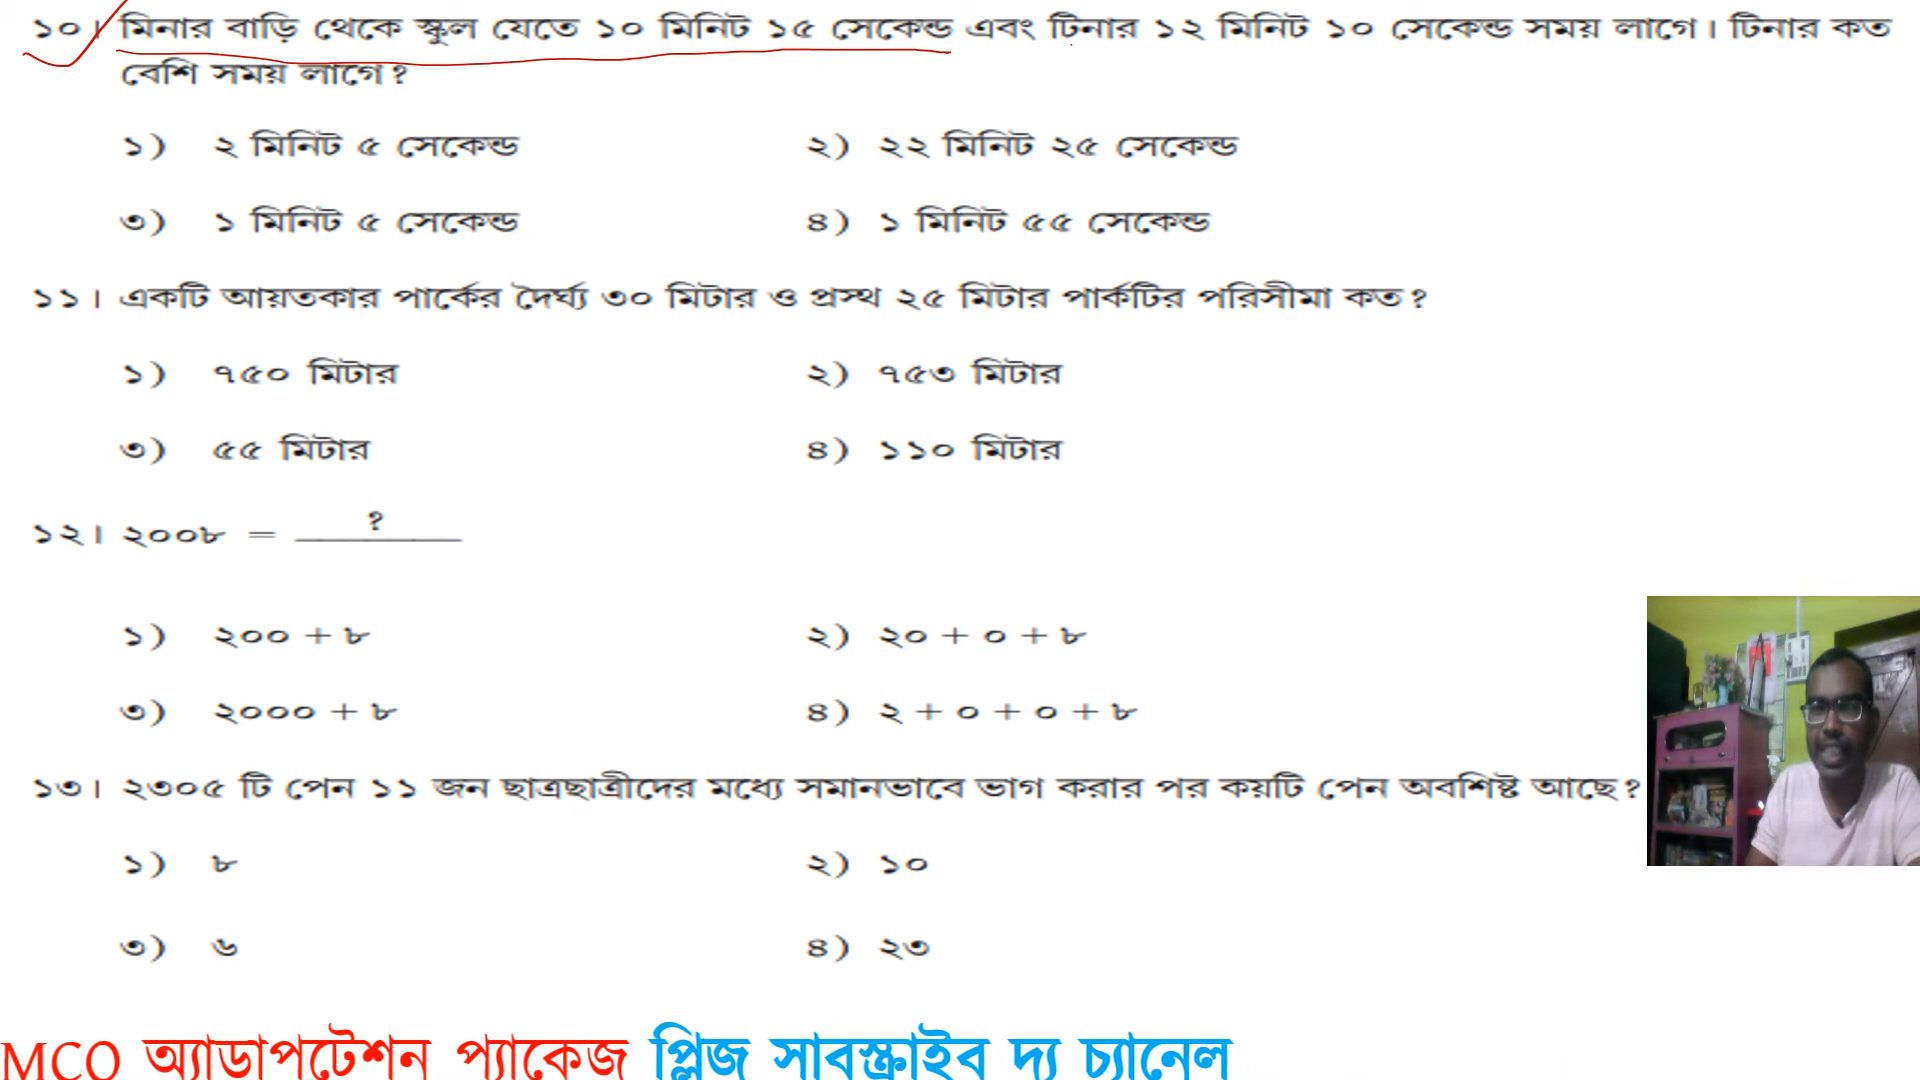 ১০। মিনার বাড়ি থেকে স্কুল যেতে ১০ মিনিট ১৫ সেকেন্ড এবং টিনার ১২ মিনিট ১০ সেকেন্ড সময় লাগে। টিনার কত
বেশি সময় লাগে?
১) ২ মিনিট ৫ সেকেন্ড ২) ২২ মিনিট ২৫ সেকেন্ড
৩) ১ মিনিট ৫ সেকেন্ড ৪) ১ মিনিট ৫৫ সেকেন্ড
১১। একটি আয়তকার পার্কের দৈর্ঘ্য ৩০ মিটার ও প্রস্থ ২৫ মিটার পার্কটির পরিসীমা কত?
১) ৭৫০ মিটার ২) ৭৫৩ মিটার
৩) ৫৫ মিটার ৪) ১১০ মিটার
১২। ২০০৮ = ?
১) ২০০ + ৮ ২) ২০ + ০ + ৮
৩) ২০০০ + ৮ ৪) ২ + ০ + ০ + ৮
১৩। ২৩০৫ টি পেন ১১ জন ছাত্রছাত্রীদের মধ্যে সমানভাবে ভাগ করার পর কয়টি পেন অবশিষ্ট আছে?
১) ৮ ২) ১০
৩) ৬ ৪) ২৩
MCQ অ্যাডাপটেশন প্যাকেজ প্লিজ সাবস্ক্রাইব দ্য চ্যানেল